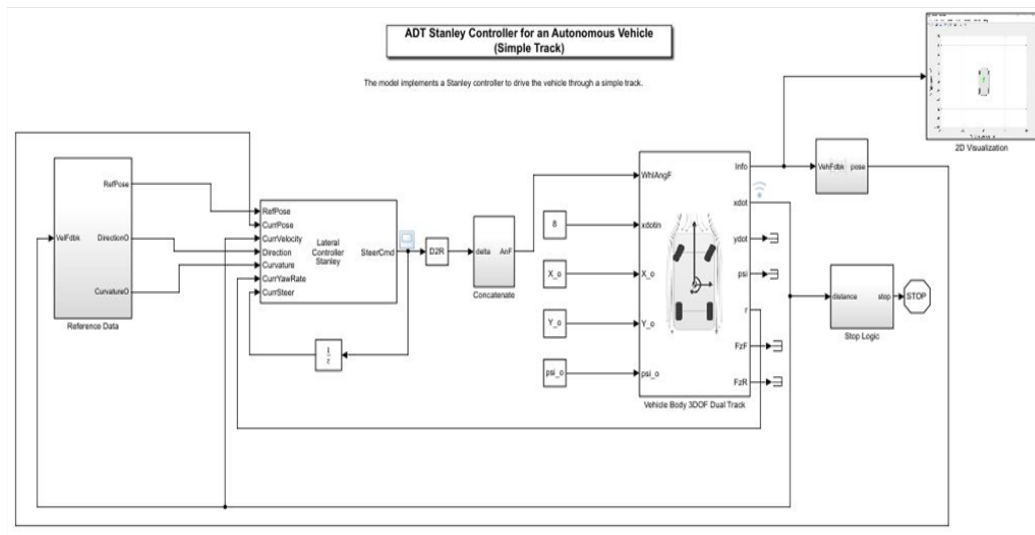 ADT Stanley Controller for an Autonomous Vehicle
(Simple Track)
The model implements a Stanley controller to drive the vehicle through a simple track.
2D Visualization
RefPose
VelFdbk
DirectionO
CurvatureO
Reference Data
RefPose
CurrPose
CurrVelocity
Direction
Curvature
CurrYawRate
CurrSteer
Lateral
Controller
Stanley
SteerCmd
D2R
delta
AnF
Concatenate
1
z
8
X_o
Y_o
psi_o
WhlAngF
xdotin
X_o
Y_o
psi_o
Info
xdot
ydot
psi
r
FzF
FzR
Vehicle Body 3DOF Dual Track
VehFdbk
pose
distance
stop
Stop Logic
STOP